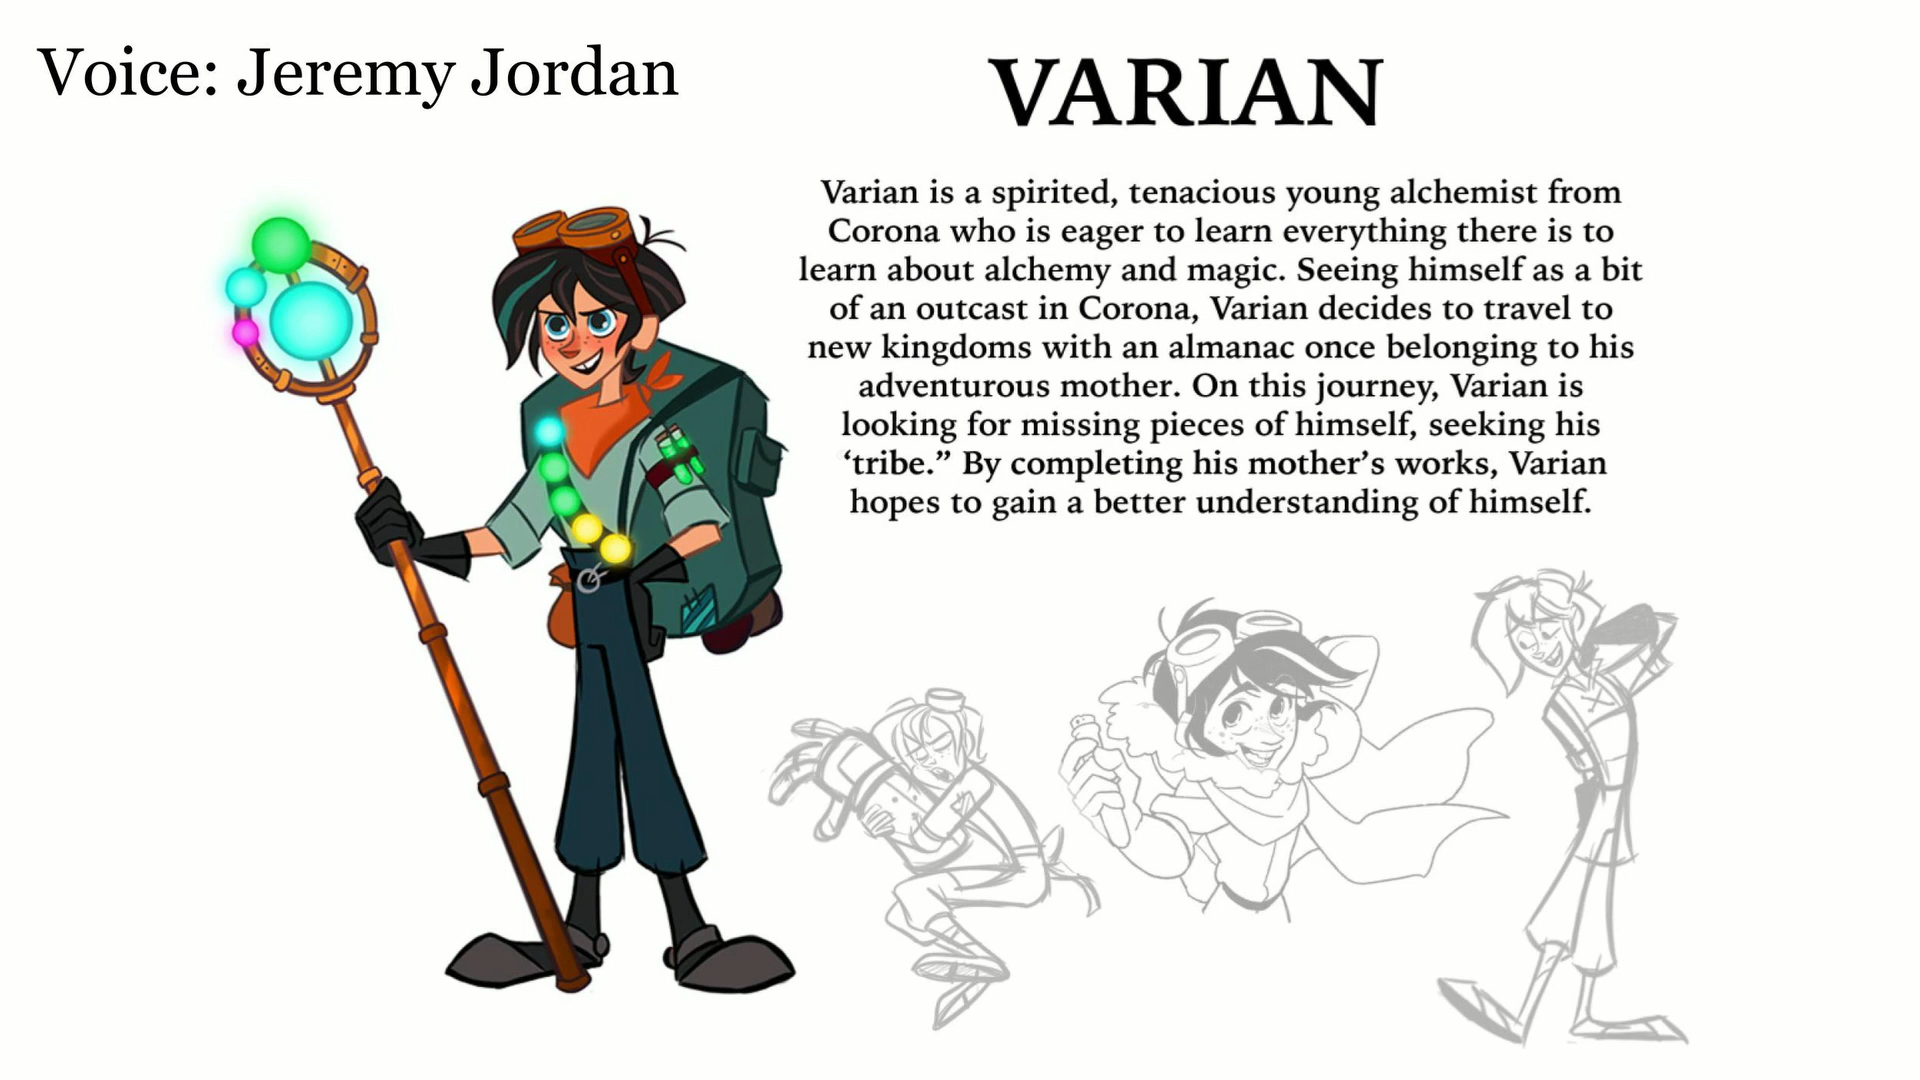 Voice: Jeremy Jordan
VARIAN
Varian is a spirited, tenacious young alchemist from
Corona who is eager to learn everything there is to
learn about alchemy and magic. Seeing himself as a bit
of an outcast in Corona, Varian decides to travel to
new kingdoms with an almanac once belonging to his
adventurous mother. On this journey, Varian is
looking for missing pieces of himself, seeking his
‘tribe.” By completing his mother’s works, Varian
hopes to gain a better understanding of himself.